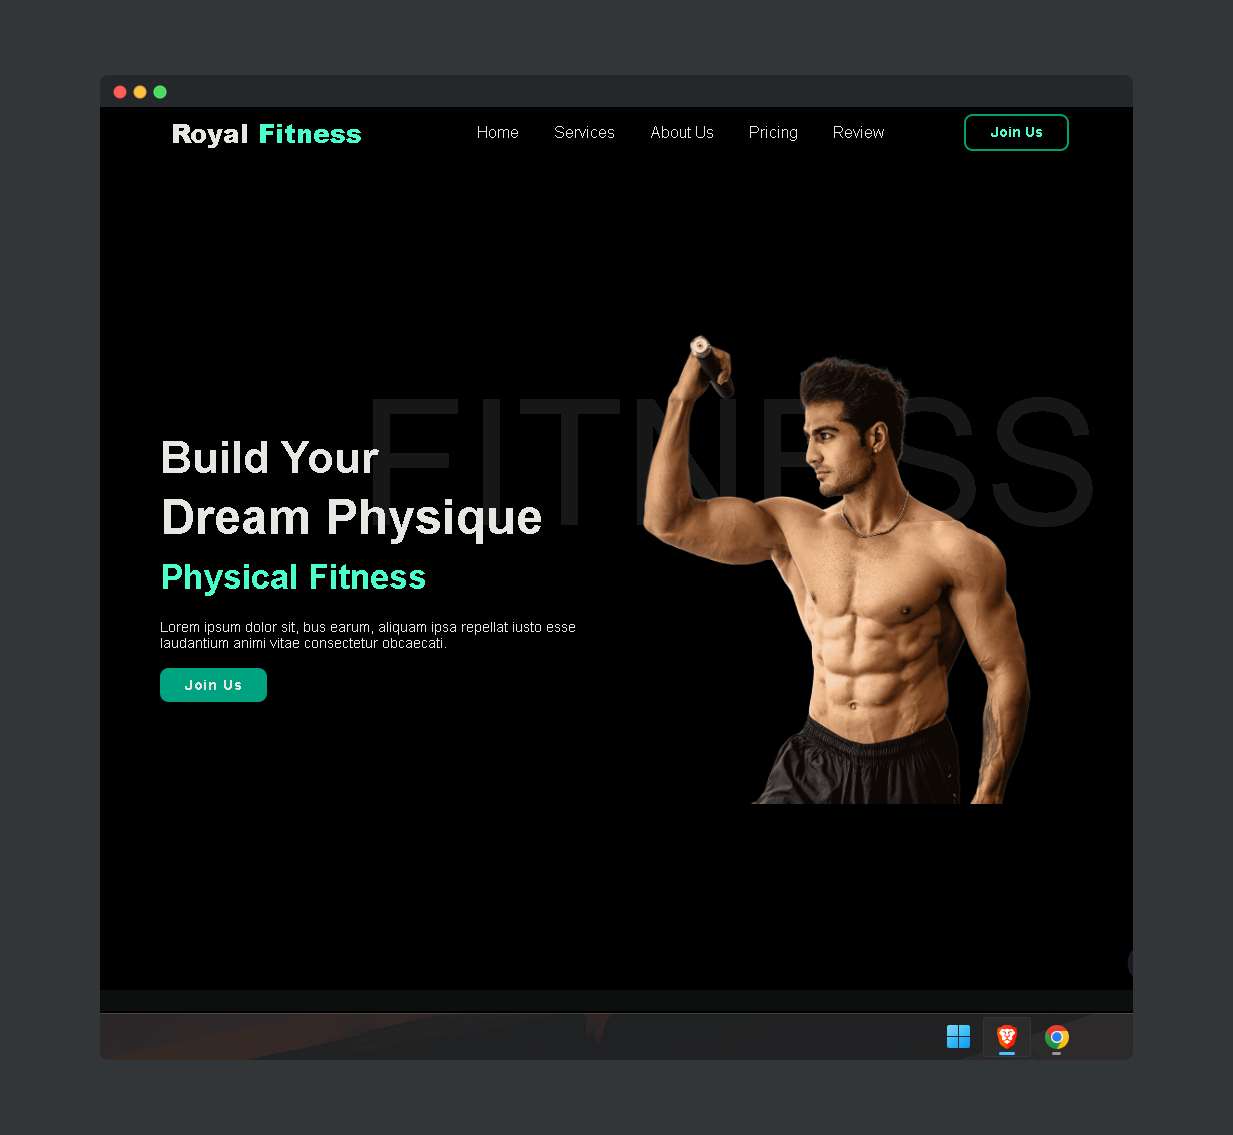 Royal Fitness
Home Services About Us Pricing Review
Join Us
FITNESS
Build Your
Dream Physique
Physical Fitness
Lorem ipsum dolor sit, bus earum, aliquam ipsa repellat iusto esse
laudantium animi vitae consectetur obcaecati.
Join Us